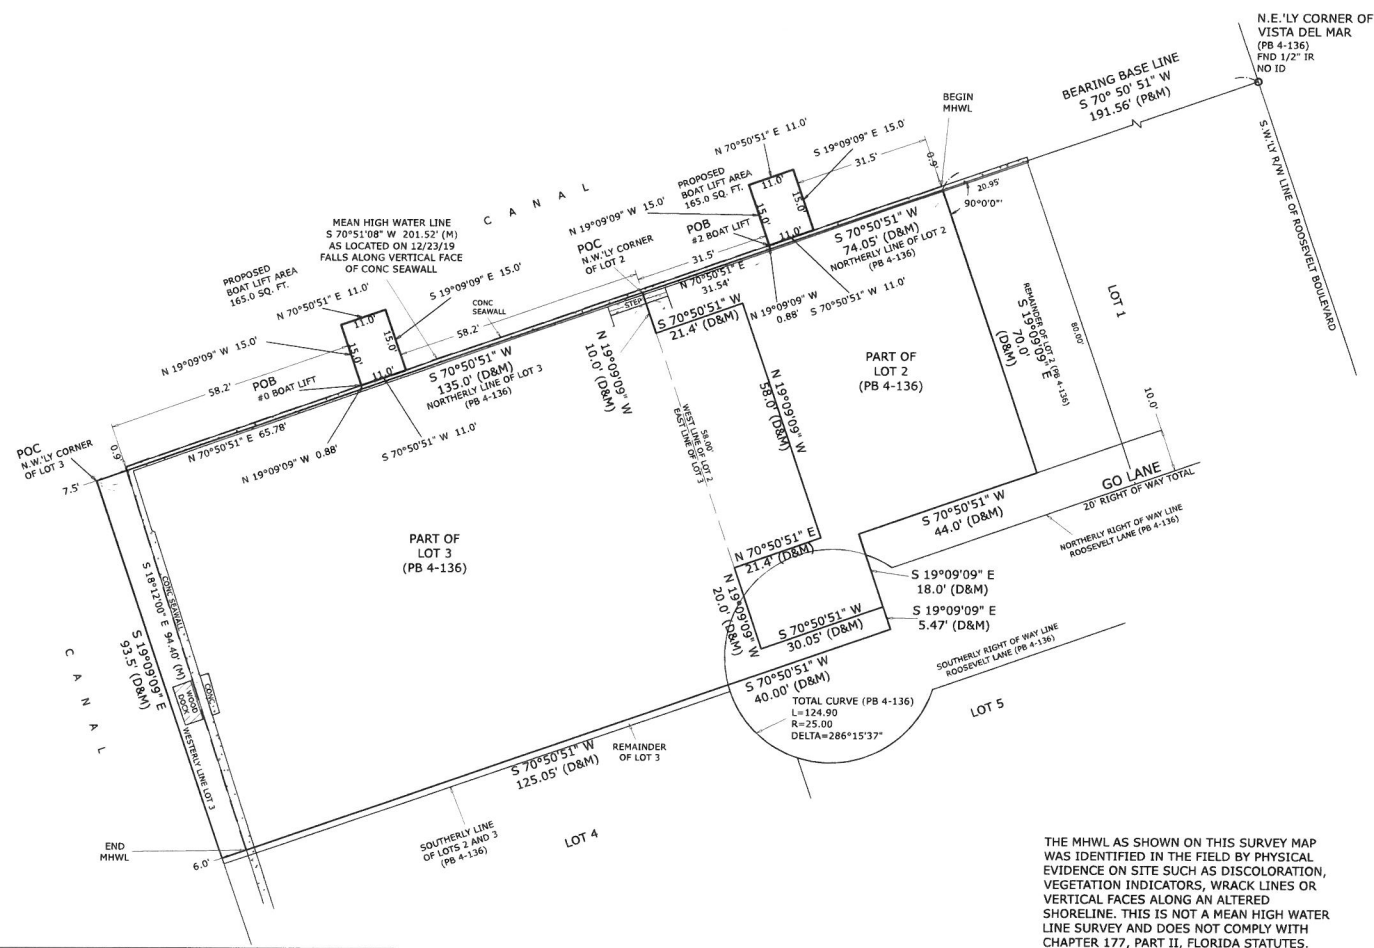 N.E.'LY CORNER OF
VISTA DEL MAR
(PB 4-136)
FND 1/2" IR
NO ID
BEARING BASE LINE
S 70° 50' 51" W
191.56' (P&M)
S.W.'LY R/W LINE OF ROOSEVELT BOULEVARD
BEGIN
MHWL
N 70°50'51" E 11.0'
S 19°09'09" E 15.0'
31.5'
0.9'
20.95'
90°0'0"
PROPOSED
BOAT LIFT AREA
165.0 SQ. FT.
11.0'
15.0'
15.0'
11.0'
N 19°09'09" W 15.0'
POB
#2 BOAT LIFT
POC
N.W.'LY CORNER
OF LOT 2
31.5'
S 70°50'51" W
74.05' (D&M)
NORTHERLY LINE OF LOT 2
(PB 4-136)
CANAL
MEAN HIGH WATER LINE
S 70°51'08" W 201.52' (M)
AS LOCATED ON 12/23/19
FALLS ALONG VERTICAL FACE
OF CONC SEAWALL
PROPOSED
BOAT LIFT AREA
165.0 SQ. FT.
N 70°50'51" E 11.0'
S 19°09'09" E 15.0'
CONC
SEAWALL
11.0'
15.0'
15.0'
11.0'
58.2'
N 19°09'09" W 15.0'
58.2'
POB
#0 BOAT LIFT
STEP
N 70°50'51" E
31.54'
S 70°50'51" W
21.4' (D&M)
N 19°09'09" W
0.88'
S 70°50'51" W 11.0'
S 70°50'51" W
135.0' (D&M)
NORTHERLY LINE OF LOT 3
(PB 4-136)
N 19°09'09" W
10.0' (D&M)
POC
N.W.'LY CORNER
OF LOT 3
0.9'
7.5'
N 70°50'51" E 65.78'
N 19°09'09" W 0.88'
S 70°50'51" W 11.0'
PART OF
LOT 2
(PB 4-136)
REMAINDER OF LOT 2 (PB 4-136)
S 19°09'09" E
70.0'
(D&M)
80.00'
LOT 1
10.0'
N 19°09'09" W
58.0' (D&M)
58.00'
WEST LINE OF LOT 2
EAST LINE OF LOT 3
PART OF
LOT 3
(PB 4-136)
GO LANE
20' RIGHT OF WAY TOTAL
S 70°50'51" W
44.0' (D&M)
NORTHERLY RIGHT OF WAY LINE
ROOSEVELT LANE (PB 4-136)
N 70°50'51" E
21.4' (D&M)
S 19°09'09" E
18.0' (D&M)
S 19°09'09" E
5.47' (D&M)
N 19°09'09" W
20.0' (D&M)
S 70°50'51" W
30.05' (D&M)
S 70°50'51" W
40.00' (D&M)
SOUTHERLY RIGHT OF WAY LINE
ROOSEVELT LANE (PB 4-136)
LOT 5
TOTAL CURVE (PB 4-136)
L=124.90
R=25.00
DELTA=286°15'37"
CANAL
S 19°09'09" E
93.5' (D&M)
S 18°12'00" E 94.40' (M)
CONC SEAWALL
WOOD
DOCK
CONC
WESTERLY LINE LOT 3
REMAINDER
OF LOT 3
S 70°50'51" W
125.05' (D&M)
SOUTHERLY LINE
OF LOTS 2 AND 3
(PB 4-136)
LOT 4
END
MHWL
6.0'
THE MHWL AS SHOWN ON THIS SURVEY MAP
WAS IDENTIFIED IN THE FIELD BY PHYSICAL
EVIDENCE ON SITE SUCH AS DISCOLORATION,
VEGETATION INDICATORS, WRACK LINES OR
VERTICAL FACES ALONG AN ALTERED
SHORELINE. THIS IS NOT A MEAN HIGH WATER
LINE SURVEY AND DOES NOT COMPLY WITH
CHAPTER 177, PART II, FLORIDA STATUTES.